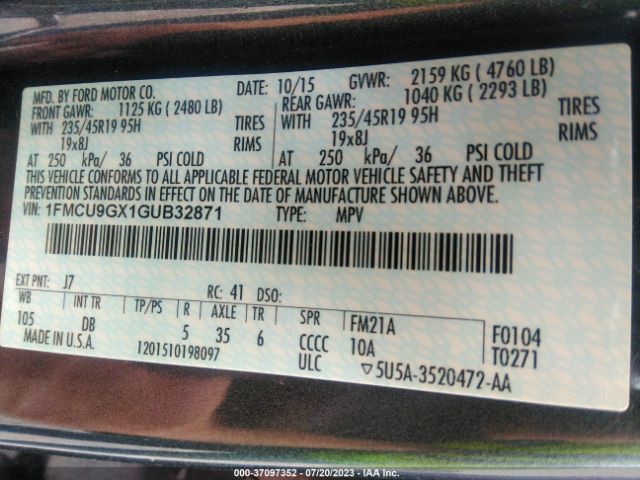 MFD. BY FORD MOTOR CO. DATE: 10/15 GVWR: 2159 KG ( 4760 LB)
FRONT GAWR: 1125 KG ( 2480 LB) REAR GAWR: 1040 KG ( 2293 LB)
WITH 235/45R19 95H TIRES WITH 235/45R19 95H TIRES
19x8J RIMS 19x8J RIMS
AT 250 kPa/ 36 PSI COLD AT 250 kPa/ 36 PSI COLD
THIS VEHICLE CONFORMS TO ALL APPLICABLE FEDERAL MOTOR VEHICLE SAFETY AND THEFT
PREVENTION STANDARDS IN EFFECT ON THE DATE OF MANUFACTURE SHOWN ABOVE.
VIN: 1FMCU9GX1GUB32871 TYPE: MPV
EXT PNT: J7 RC: 41 DSO:
WB INT TR TP/PS R AXLE TR SPR FM21A F0104
105 DB 5 35 6 CCCC 10A T0271
MADE IN U.S.A. 1201510198097 ULC ▽5U5A-3520472-AA
000-37097352 | 07/20/2023 | IAA Inc.